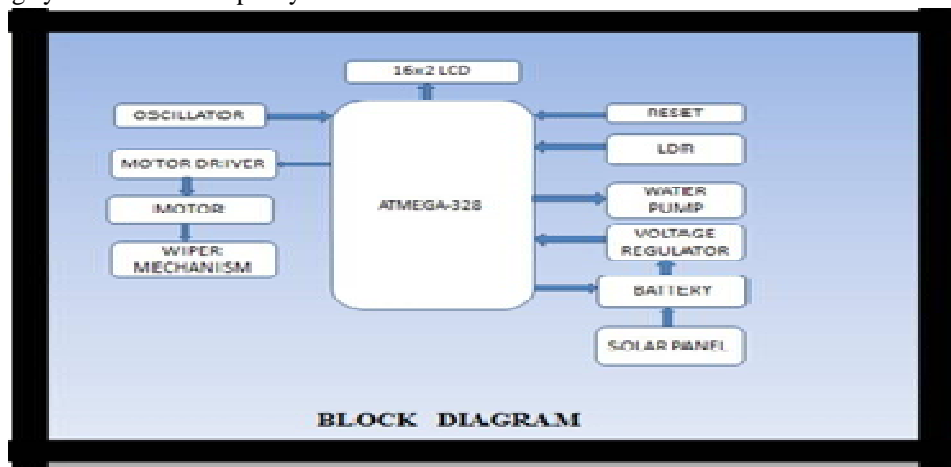 16x2 LCD
OSCILLATOR
RESET
LDR
MOTOR DRIVER
ATMEGA-328
WATER
PUMP
MOTOR
VOLTAGE
REGULATOR
WIPER
MECHANISM
BATTERY
SOLAR PANEL
BLOCK DIAGRAM